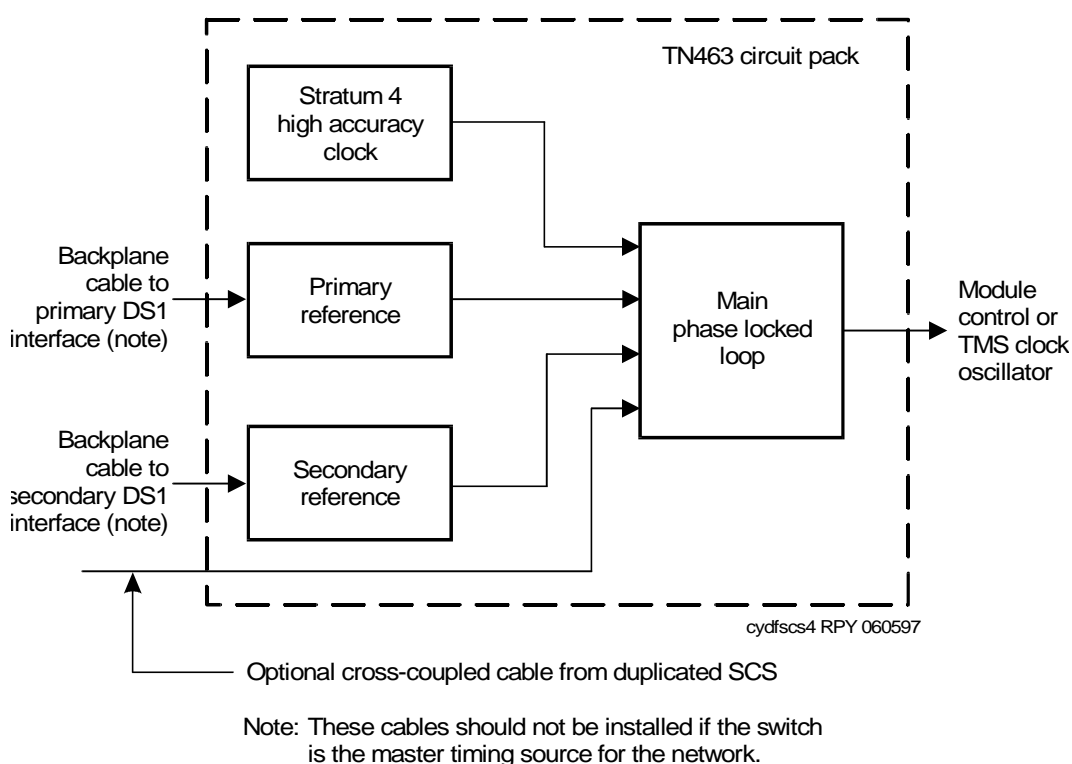 TN463 circuit pack
Stratum 4
high accuracy
clock
Backplane
cable to
primary DS1
interface (note)
Primary
reference
Main
phase locked
loop
Module
control or
TMS clock
oscillator
Backplane
cable to
secondary DS1
interface (note)
Secondary
reference
cydfscs4 RPY 060597
Optional cross-coupled cable from duplicated SCS
Note: These cables should not be installed if the switch
is the master timing source for the network.